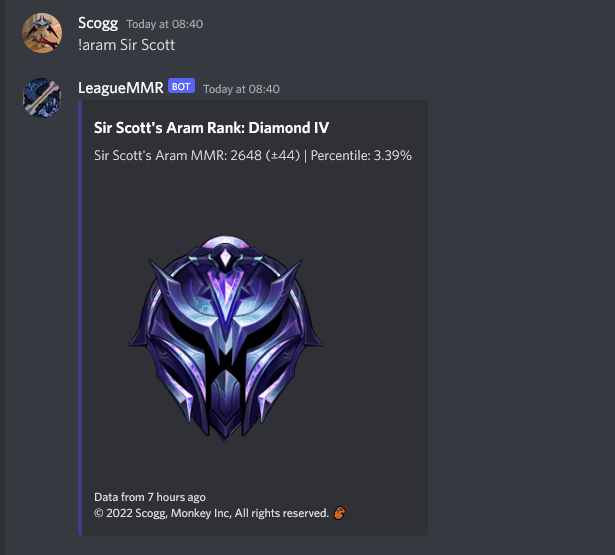 Scogg Today at 08:40
!aram Sir Scott
LeagueMMR BOT Today at 08:40
Sir Scott's Aram Rank: Diamond IV
Sir Scott's Aram MMR: 2648 (±44) | Percentile: 3.39%
Data from 7 hours ago
© 2022 Scogg, Monkey Inc, All rights reserved.